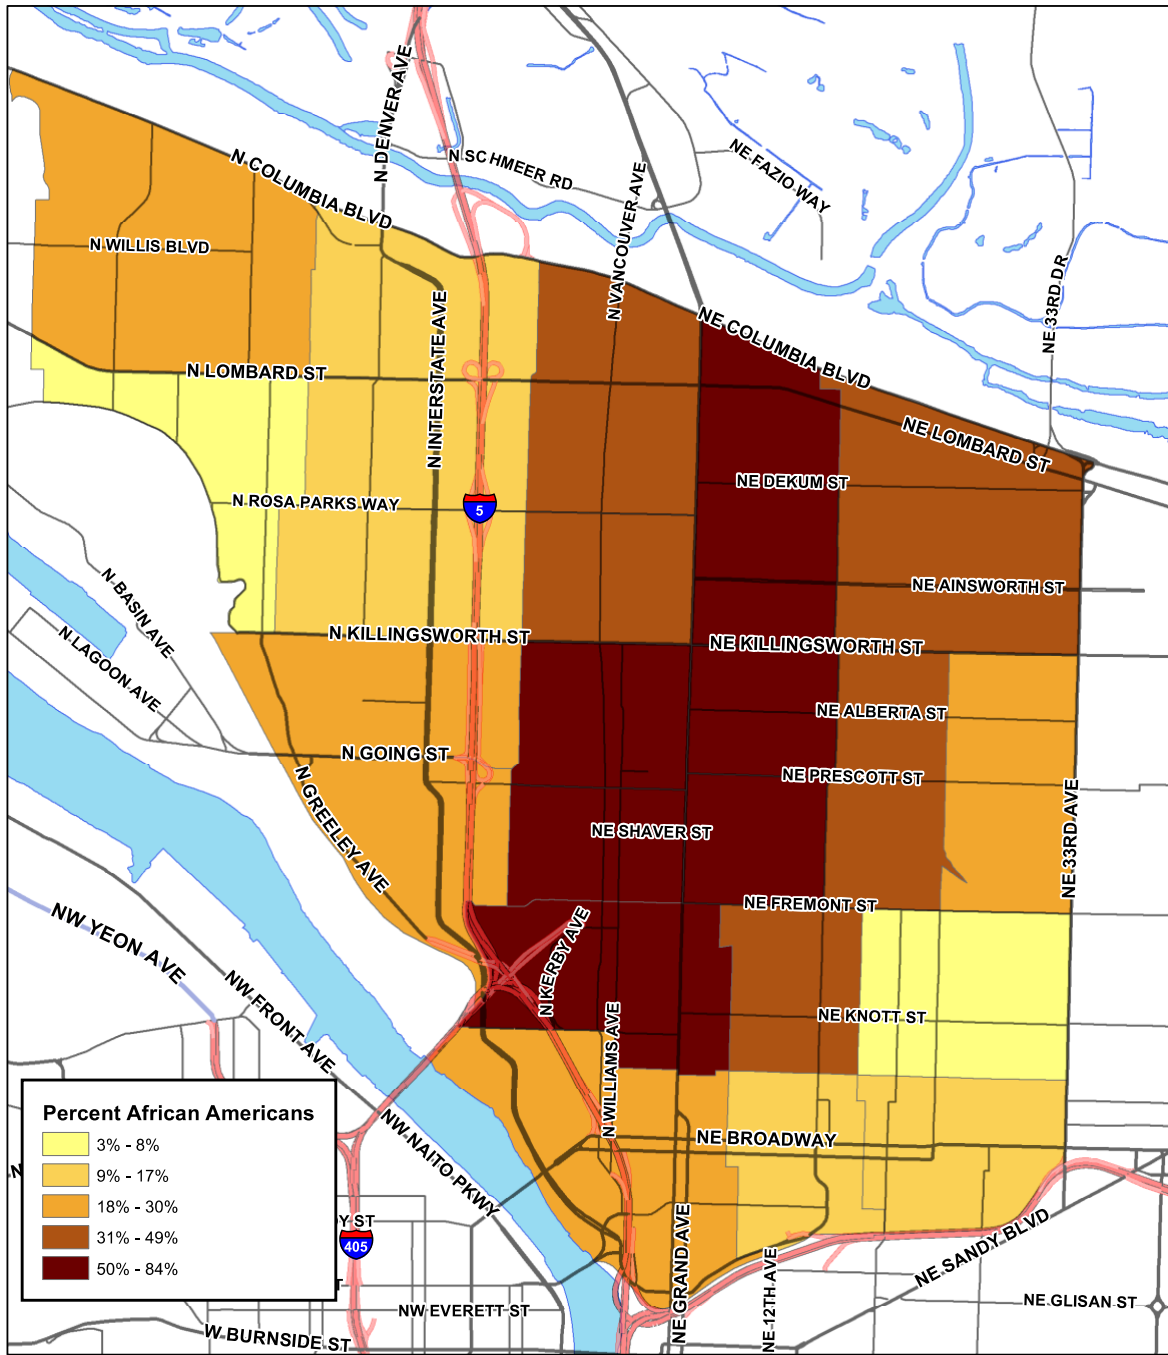 N DENVER AVE
N SCHMEER RD
NE FAZIO WAY
N COLUMBIA BLVD
N VANCOUVER AVE
N WILLIS BLVD
NE 33RD DR
N INTERSTATE AVE
NE COLUMBIA BLVD
N LOMBARD ST
NE LOMBARD ST
NE DEKUM ST
N ROSA PARKS WAY
5
N BASIN AVE
NE AINSWORTH ST
N LAGOON AVE
N KILLINGSWORTH ST
NE KILLINGSWORTH ST
NE ALBERTA ST
N GOING ST
NE PRESCOTT ST
N GREELEY AVE
NE SHAVER ST
NE 33RD AVE
NE FREMONT ST
NW YEON AVE
N KERBY AVE
NW FRONT AVE
NE KNOTT ST
N WILLIAMS AVE
NE BROADWAY
NW NAITO PKWY
Percent African Americans
3% - 8%
9% - 17%
18% - 30%
31% - 49%
50% - 84%
ST
405
NE GRAND AVE
NE 12TH AVE
NE SANDY BLVD
NW EVERETT ST
NE GLISAN ST
W BURNSIDE ST